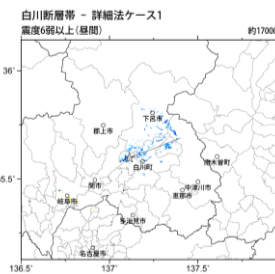 白川断層帯 – 詳細法ケース1
震度6弱以上(昼間)
約17000
36°
下呂市
郡上市
南木曽町
白川町
35.5°
中津川市
関市
恵那市
岐阜市
多治見市
名古屋市
136.5°
137°
137.5°